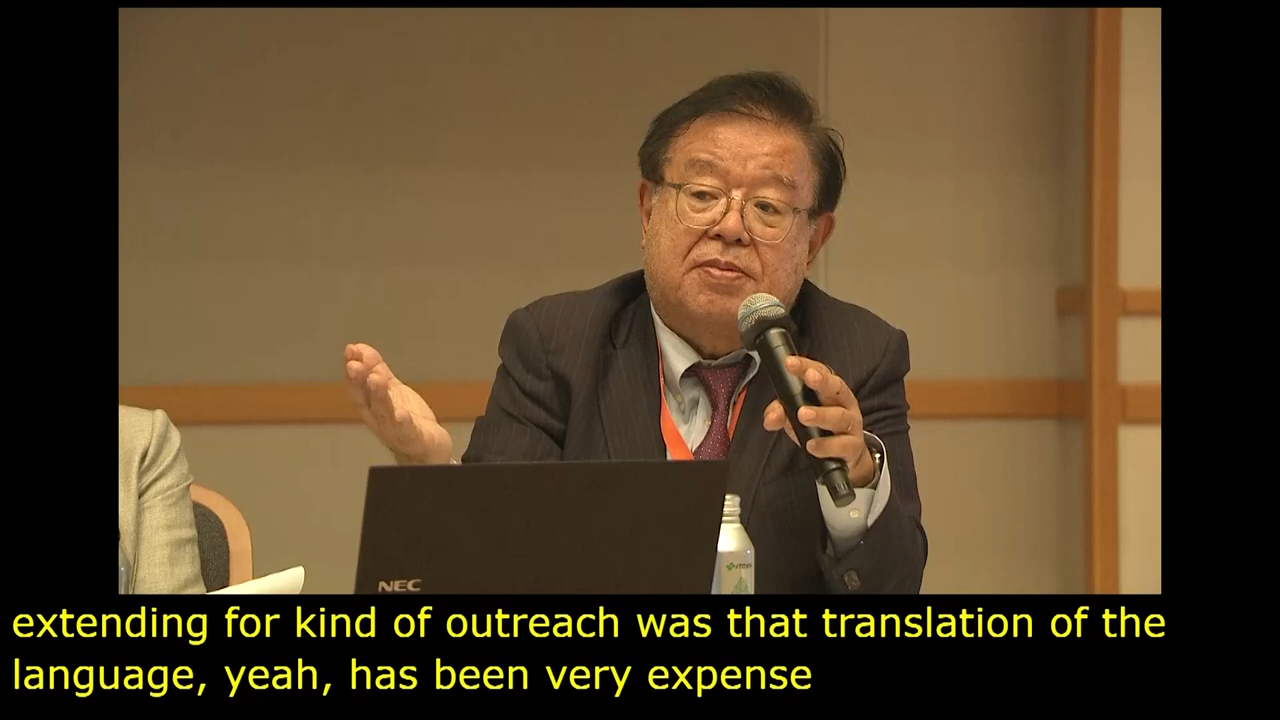 NEC
extending for kind of outreach was that translation of the
language, yeah, has been very expense